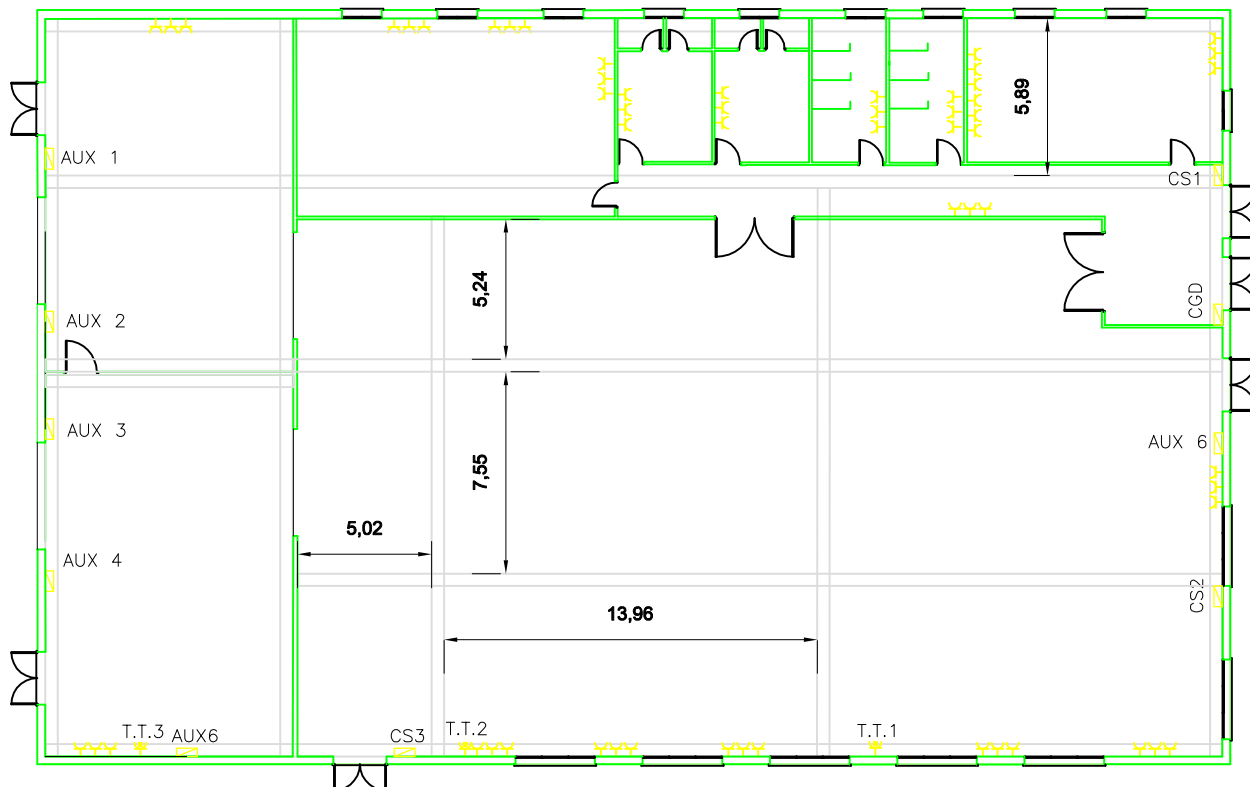 5,89
AUX 1
CS1
5,24
CGD
AUX 2
AUX 3
AUX 6
7,55
5,02
AUX 4
CS2
13,96
T.T.3
AUX6
CS3
T.T.2
T.T.1